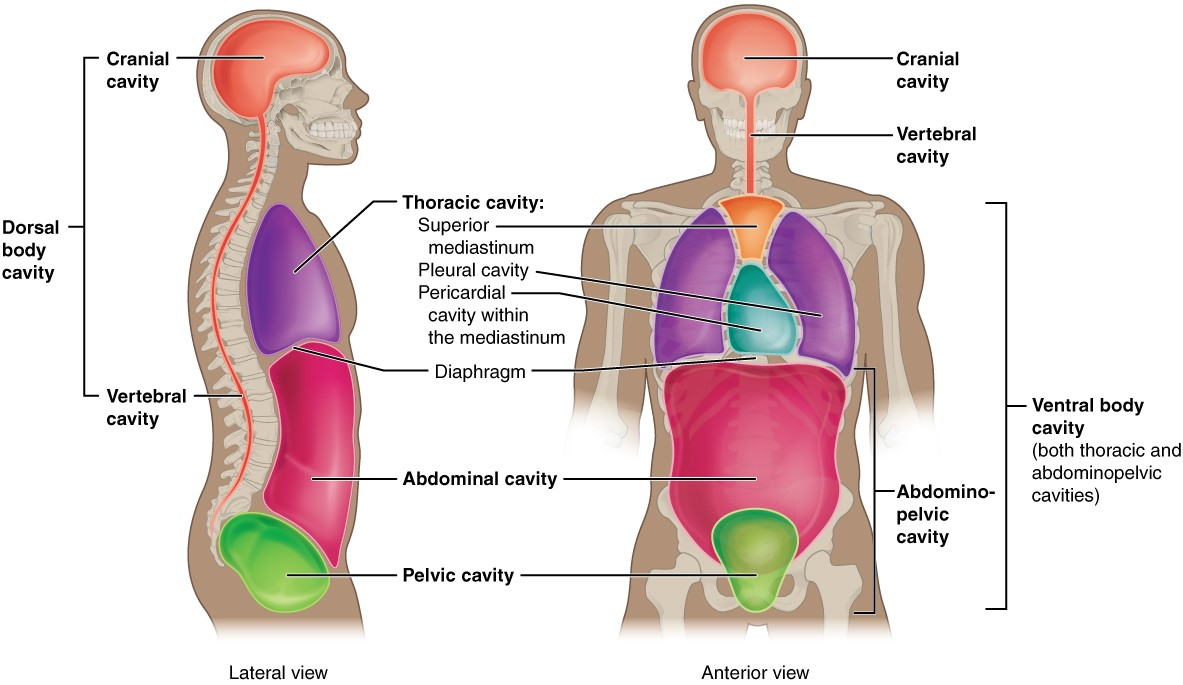 Cranial
cavity
Dorsal
body
cavity
Vertebral
cavity
Thoracic cavity:
Superior
mediastinum
Pleural cavity
Pericardial
cavity within
the mediastinum
Diaphragm
Abdominal cavity
Pelvic cavity
Cranial
cavity
Vertebral
cavity
Ventral body
cavity
(both thoracic and
abdominopelvic
cavities)
Abdomino-
pelvic
cavity
Lateral view
Anterior view